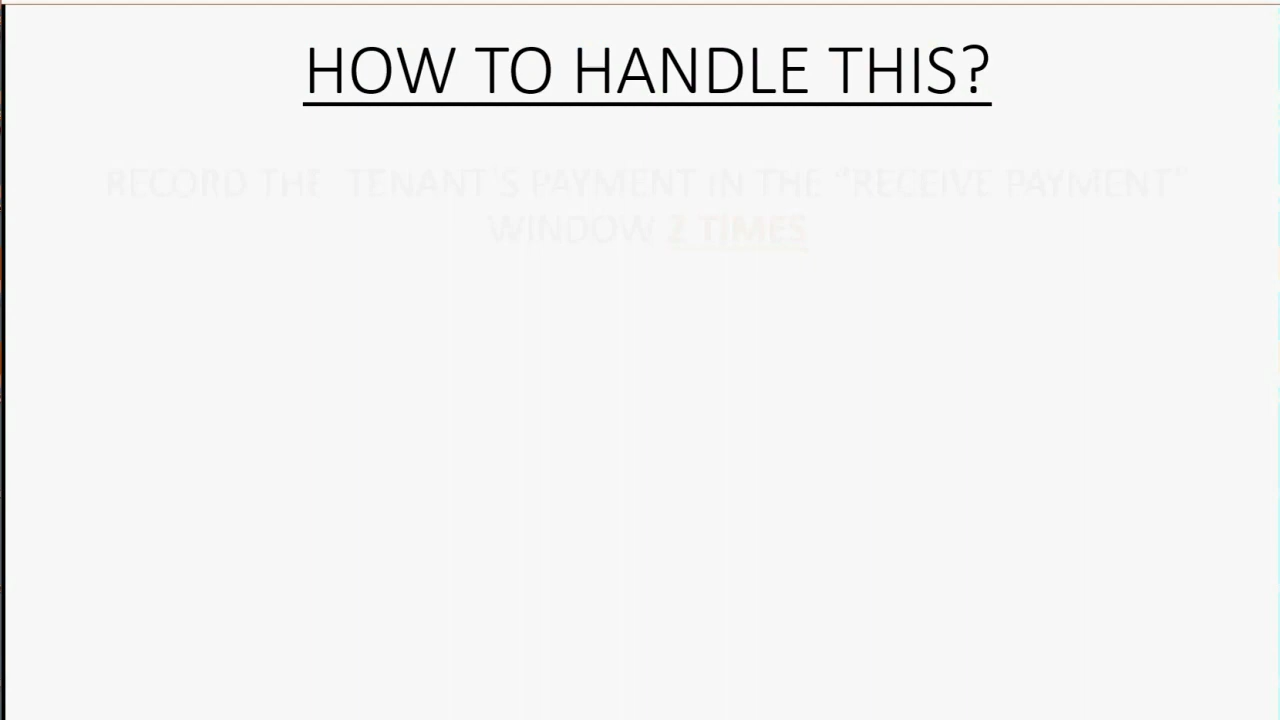 HOW TO HANDLE THIS?
RECORD THE TENANT'S PAYMENT IN THE "RECEIVE PAYMENT"
WINDOW 2 TIMES